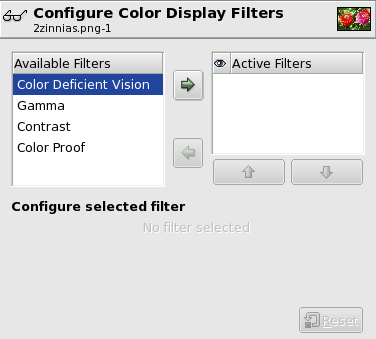 Configure Color Display Filters
2zinnias.png-1
Available Filters
Color Deficient Vision
Gamma
Contrast
Color Proof
Active Filters
Configure selected filter
No filter selected
Reset